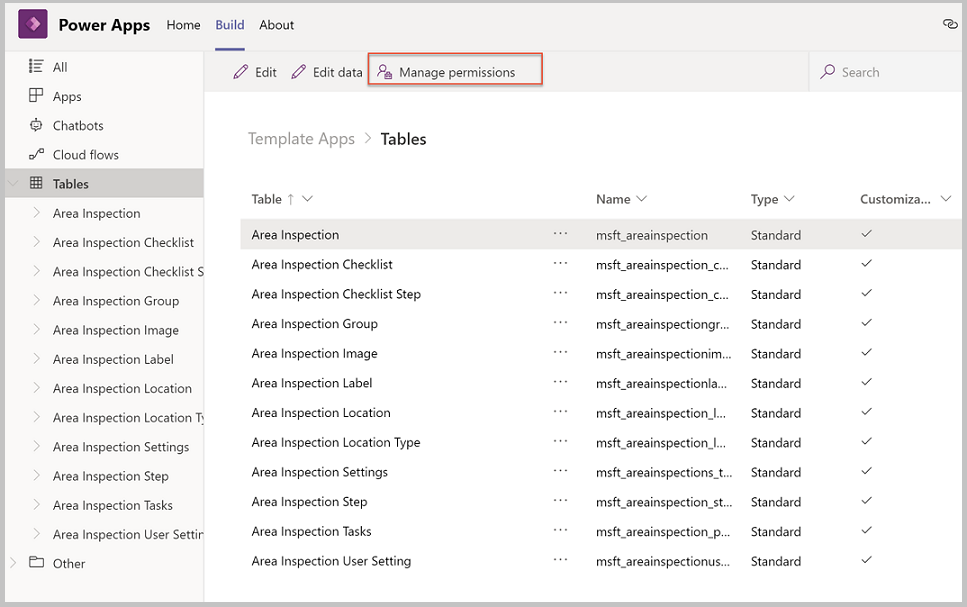 Power Apps Home Build About
All
Apps
Chatbots
Cloud flows
Tables
Area Inspection
Area Inspection Checklist
Area Inspection Checklist S
Area Inspection Group
Area Inspection Image
Area Inspection Label
Area Inspection Location
Area Inspection Location Ty
Area Inspection Settings
Area Inspection Step
Area Inspection Tasks
Area Inspection User Settin
Other
Edit Edit data Manage permissions Search
Template Apps > Tables
Table ↑ Name Type Customiza...
Area Inspection ... msft_areainspection Standard
Area Inspection Checklist ... msft_areainspection_c... Standard
Area Inspection Checklist Step ... msft_areainspection_c... Standard
Area Inspection Group ... msft_areainspectiongr... Standard
Area Inspection Image ... msft_areainspectionim... Standard
Area Inspection Label ... msft_areainspectionla... Standard
Area Inspection Location ... msft_areainspection_l... Standard
Area Inspection Location Type ... msft_areainspection_l... Standard
Area Inspection Settings ... msft_areainspections_t... Standard
Area Inspection Step ... msft_areainspection_st... Standard
Area Inspection Tasks ... msft_areainspection_p... Standard
Area Inspection User Setting ... msft_areainspectionus... Standard